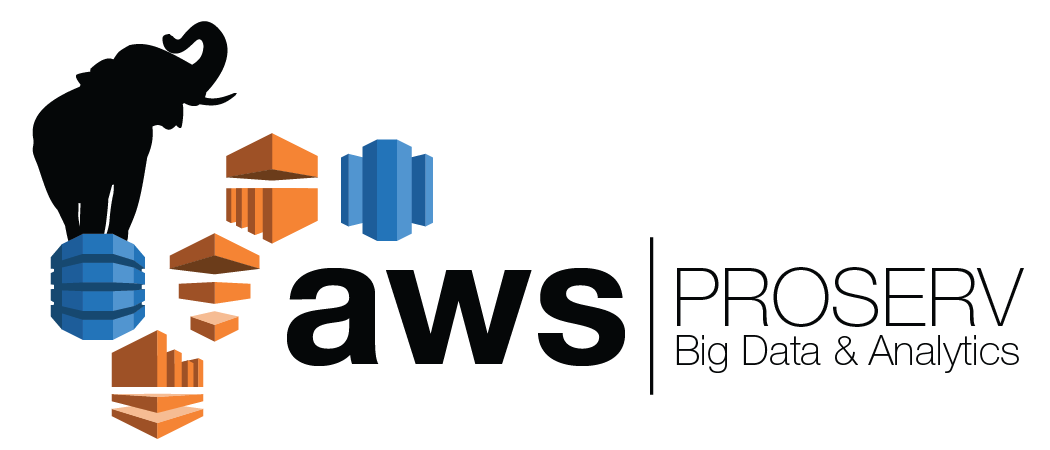 aws
PROSERV
Big Data & Analytics